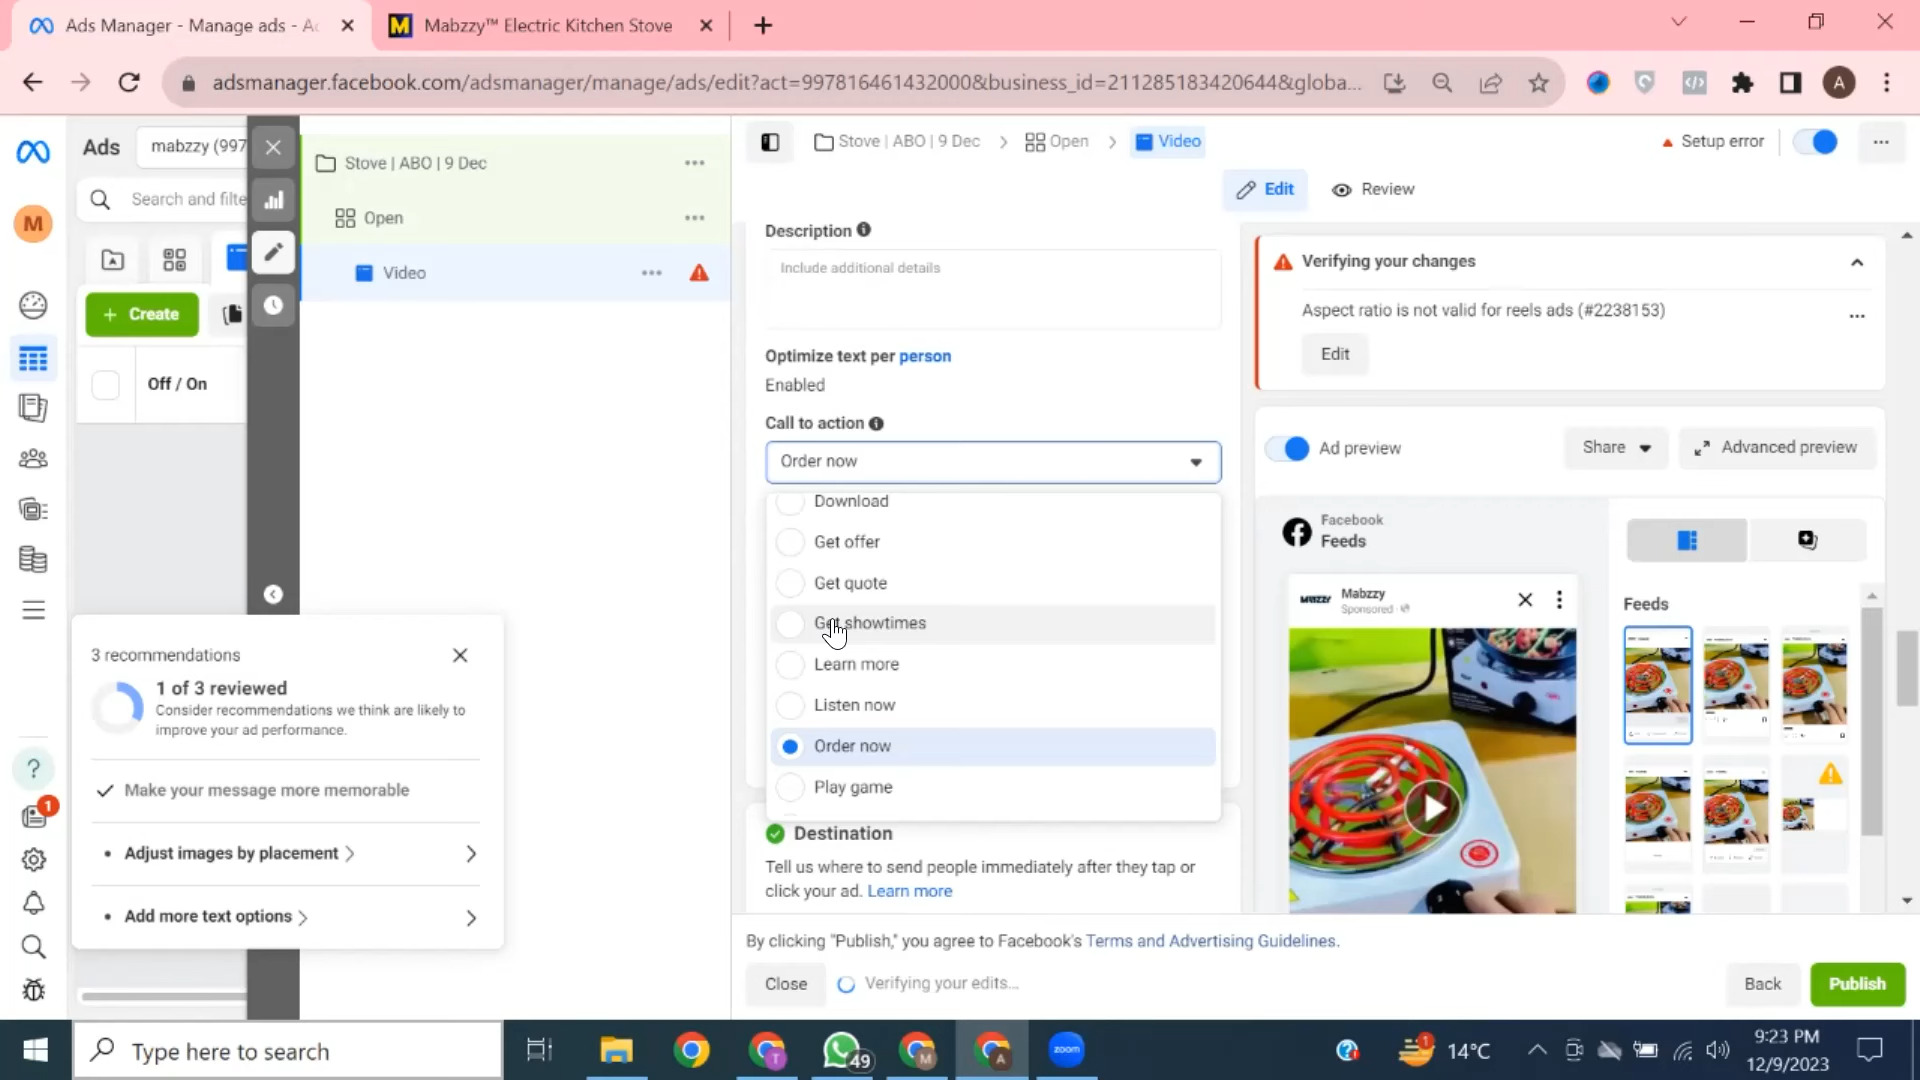 Ads Manager - Manage ads - Ac
Mabzzy™ Electric Kitchen Stove
adsmanager.facebook.com/adsmanager/manage/ads/edit?act=997816461432000&business_id=211285183420644&globa...
A
Ads
mabzzy (997
Search and filte
M
+ Create
Off / On
Stove | ABO | 9 Dec
Open
Video
Stove | ABO | 9 Dec > Open > Video
Setup error
Edit
Review
Description
Include additional details
Optimize text per person
Enabled
Call to action
Order now
Download
Get offer
Get quote
Get showtimes
Learn more
Listen now
Order now
Play game
Destination
Tell us where to send people immediately after they tap or
click your ad. Learn more
Verifying your changes
Aspect ratio is not valid for reels ads (#2238153)
Edit
Ad preview
Share
Advanced preview
Facebook
Feeds
MABZZY
Mabzzy
Sponsored
Feeds
3 recommendations
1 of 3 reviewed
Consider recommendations we think are likely to
improve your ad performance.
Make your message more memorable
Adjust images by placement
Add more text options
1
By clicking "Publish," you agree to Facebook's Terms and Advertising Guidelines.
Close
Verifying your edits...
Back
Publish
Type here to search
T
49
M
A
zoom
1
14°C
9:23 PM
12/9/2023